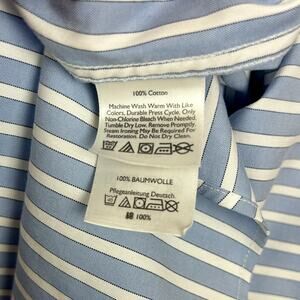 100% Cotton
Machine Wash Warm With Like
Colors, Durable Press Cycle, Only
Non-Chlorine Bleach When Needed.
Tumble Dry Low. Remove Promptly.
Steam Ironing May Be Required For
Restoration. Do Not Dry Clean.
100% BAUMWOLLE
Pflegeanleitung Deutsch.
100%